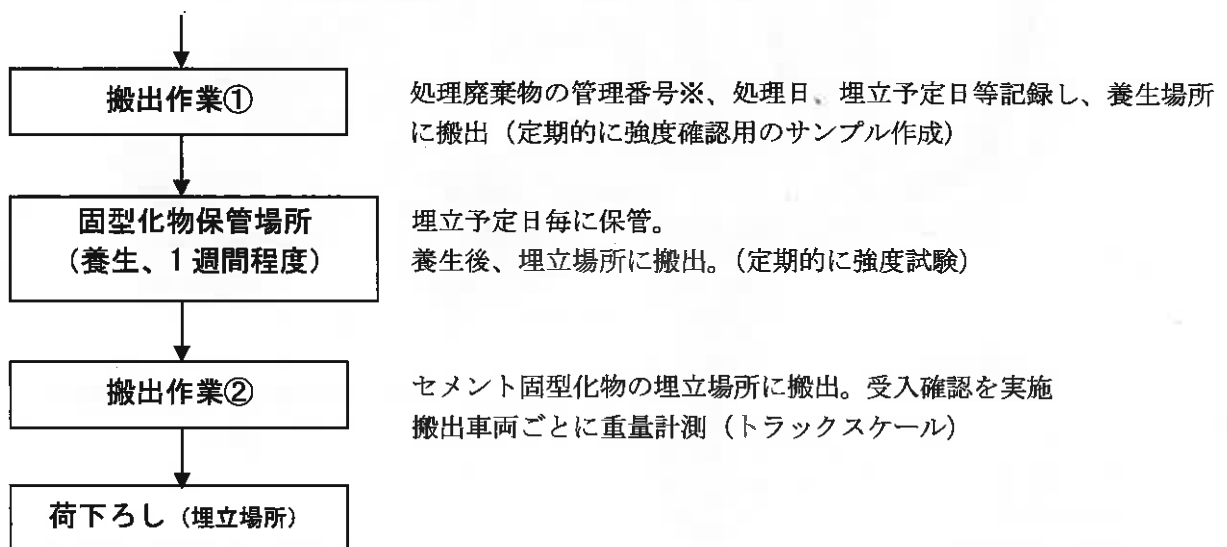 搬出作業①
処理廃棄物の管理番号※、処理日、埋立予定日等記録し、養生場所
に搬出（定期的に強度確認用のサンプル作成）
固型化物保管場所
（養生、1週間程度）
埋立予定日毎に保管。
養生後、埋立場所に搬出。（定期的に強度試験）
搬出作業②
セメント固型化物の埋立場所に搬出。受入確認を実施
搬出車両ごとに重量計測（トラックスケール）
荷下ろし（埋立場所）